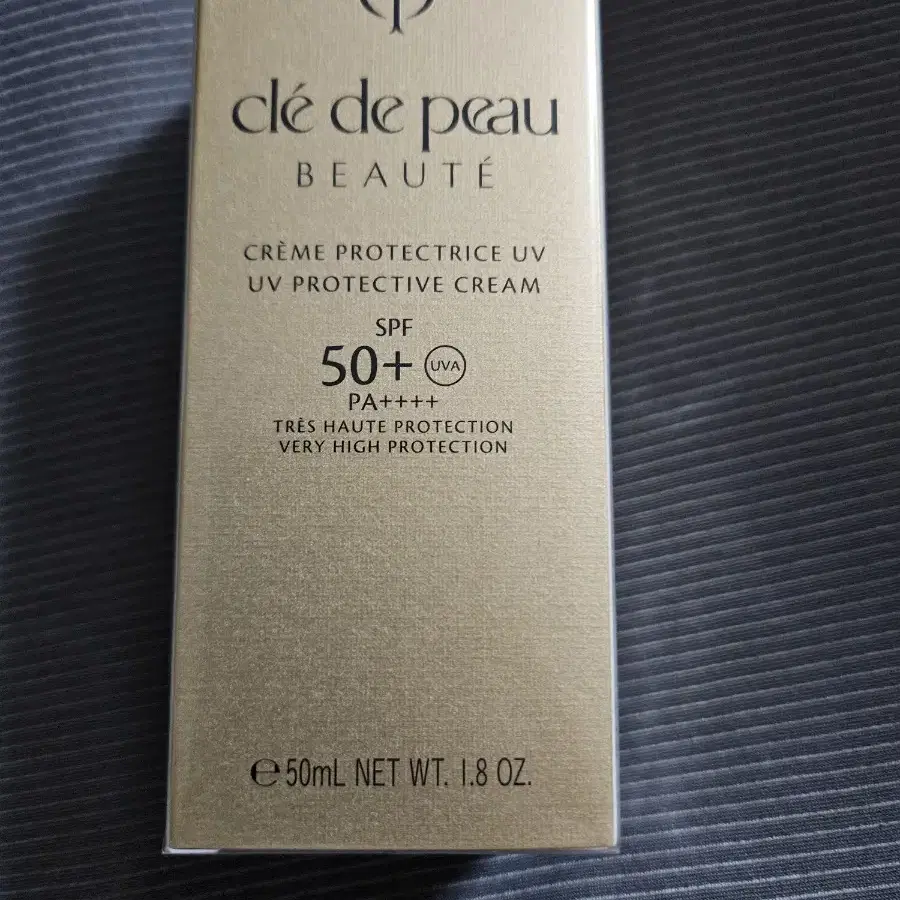 clé de peau
BEAUTÉ
CRÈME PROTECTRICE UV
UV PROTECTIVE CREAM
SPF
50+ UVA
PA++++
TRÈS HAUTE PROTECTION
VERY HIGH PROTECTION
℮50mL NET WT. 1.8 OZ.